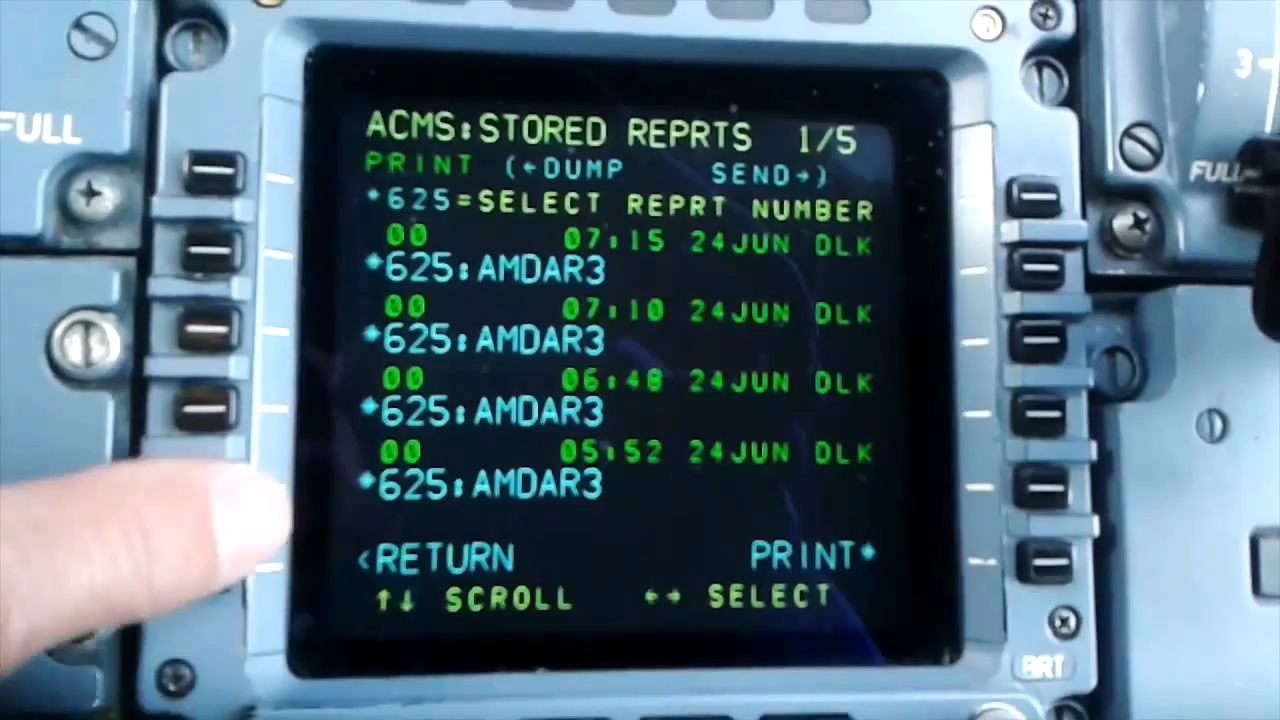 FULL
3
FULL
ACMS:STORED REPRTS 1/5
PRINT (←DUMP SEND→)
*625=SELECT REPRT NUMBER
00 07:15 24JUN DLK
*625:AMDAR3
00 07:10 24JUN DLK
*625:AMDAR3
00 06:48 24JUN DLK
*625:AMDAR3
00 05:52 24JUN DLK
*625:AMDAR3
<RETURN PRINT*
↑↓ SCROLL ←→ SELECT
BRT